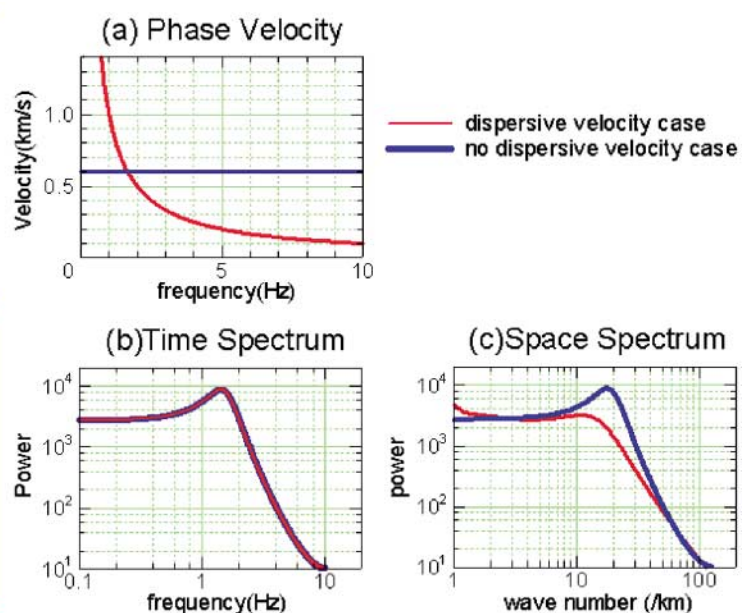 (a) Phase Velocity
Velocity(km/s)
1.0
0.5
0
5
10
frequency(Hz)
dispersive velocity case
no dispersive velocity case
(b)Time Spectrum
Power
10^4
10^3
10^2
10^1
0.1
1
10
frequency(Hz)
(c)Space Spectrum
power
10^4
10^3
10^2
10^1
1
10
100
wave number (/km)